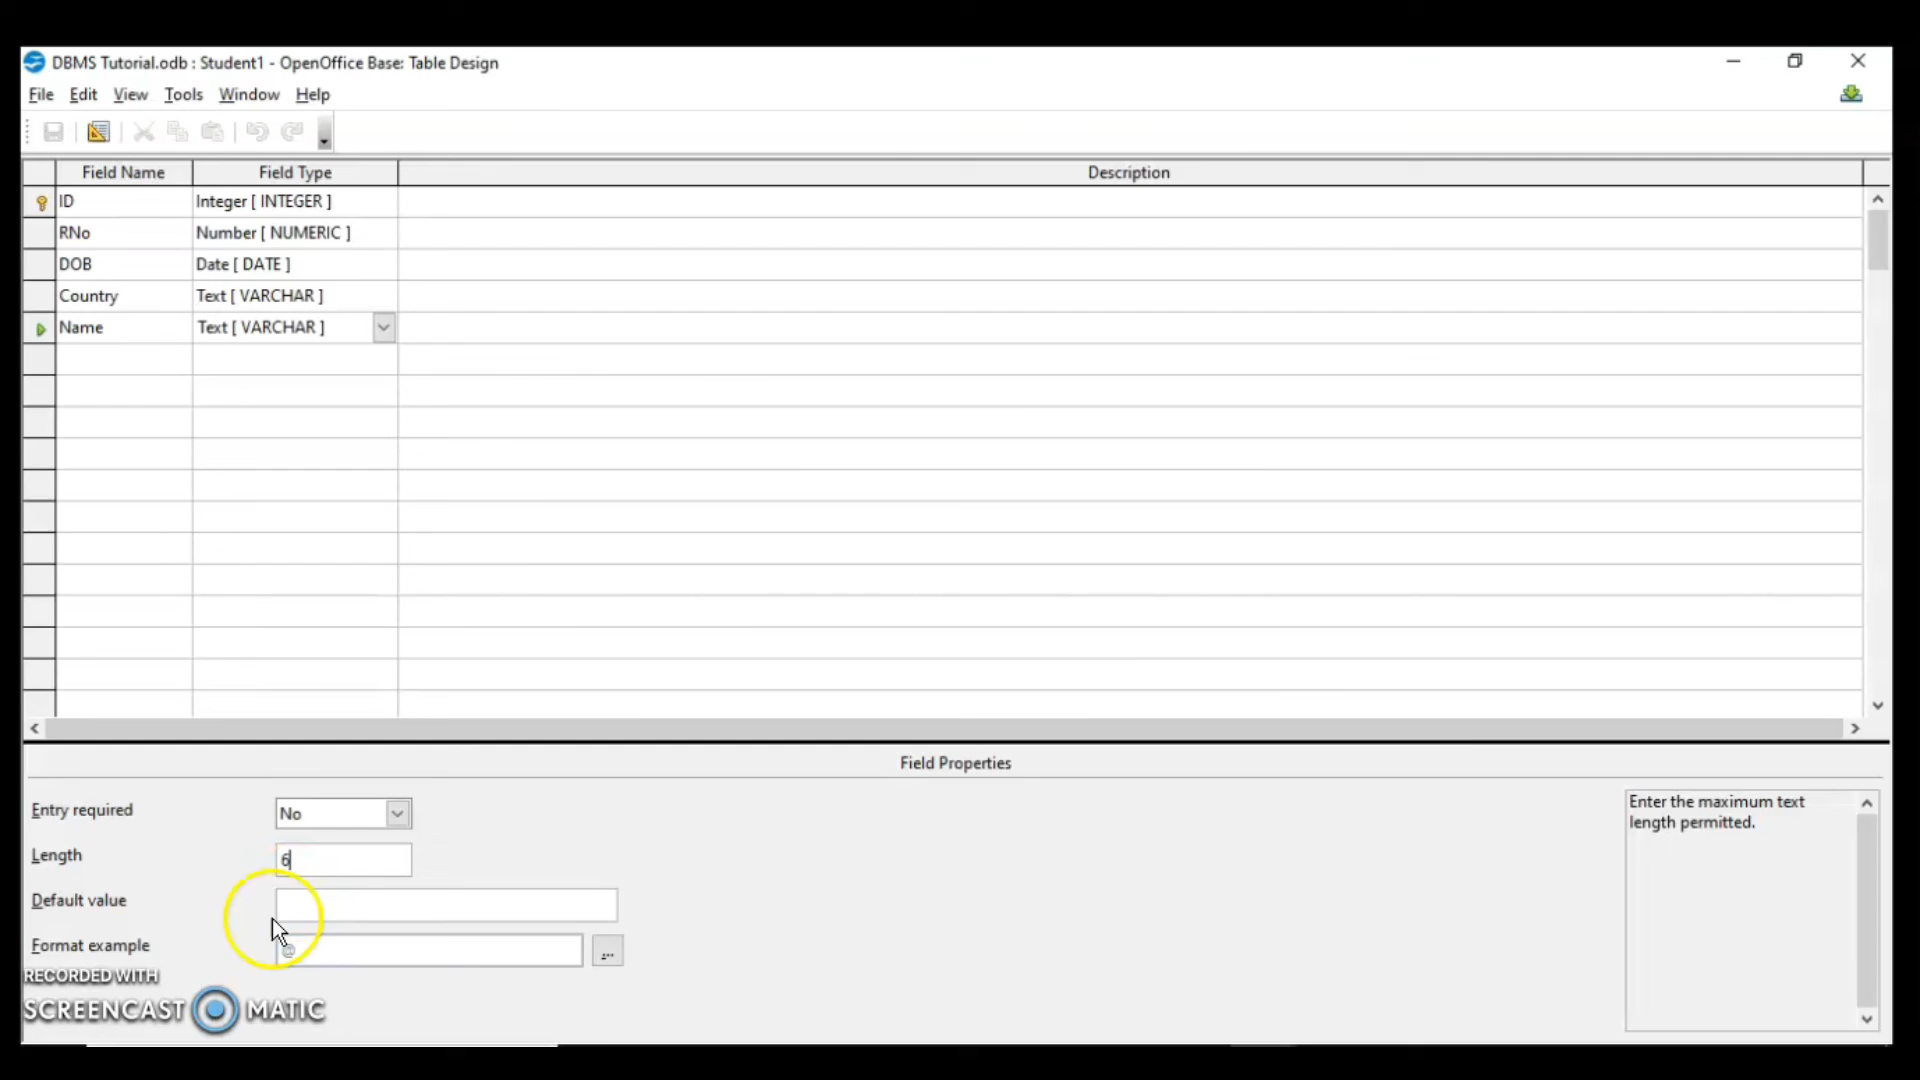 DBMS Tutorial.odb : Student1 - OpenOffice Base: Table Design
File Edit View Tools Window Help
Field Name Field Type Description
ID Integer [ INTEGER ]
RNo Number [ NUMERIC ]
DOB Date [ DATE ]
Country Text [ VARCHAR ]
Name Text [ VARCHAR ]
Field Properties
Entry required No
Length 6
Default value
Format example @ ...
Enter the maximum text
length permitted.
RECORDED WITH
SCREENCAST MATIC